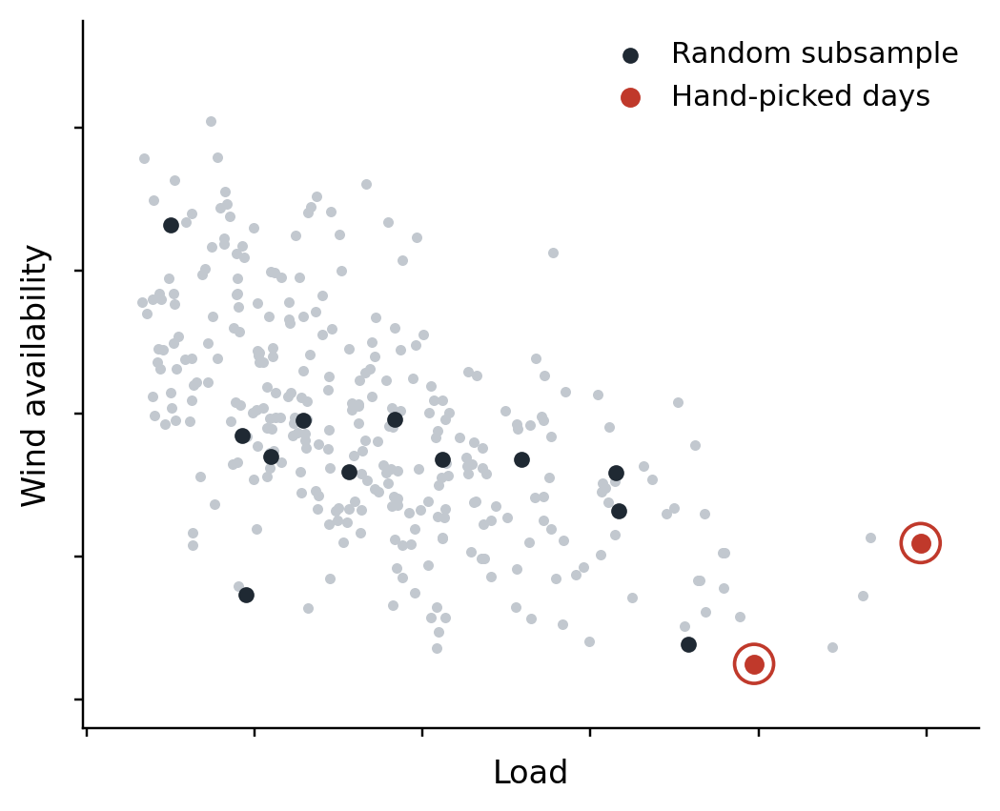 Random subsample
Hand-picked days
Wind availability
Load